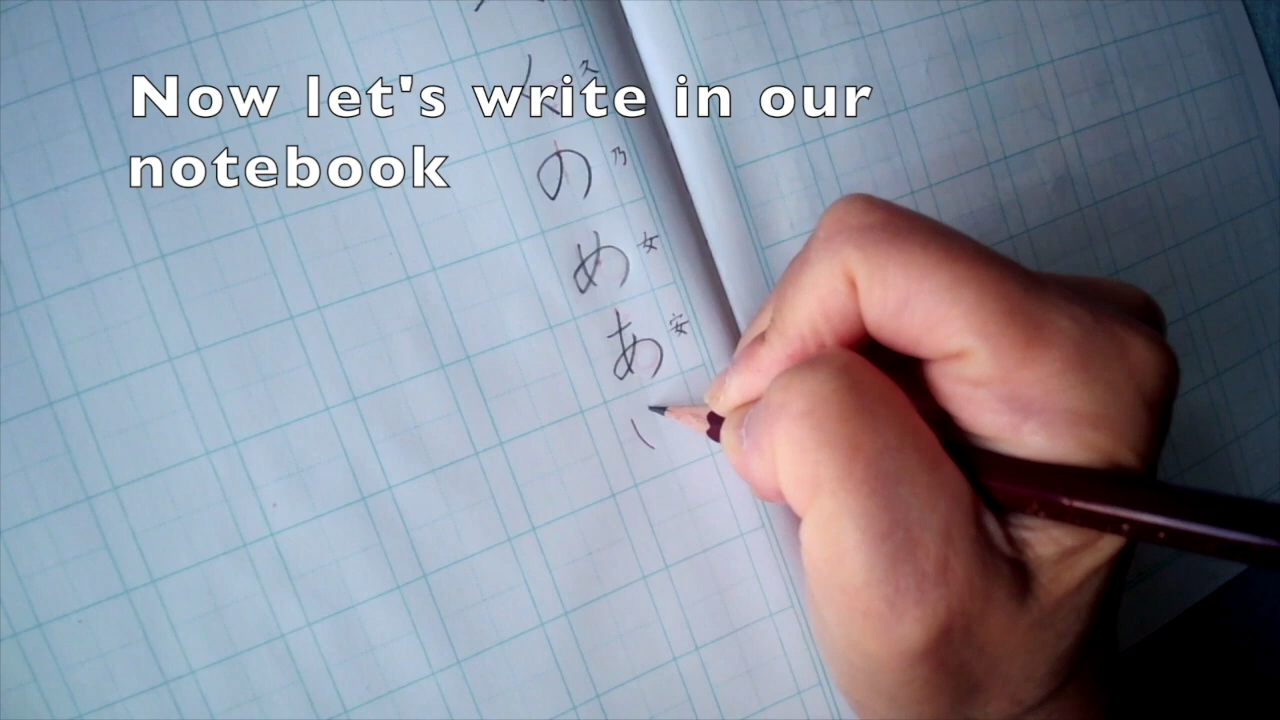 Now let's write in our
notebook
く 久
の 乃
め 女
あ 安